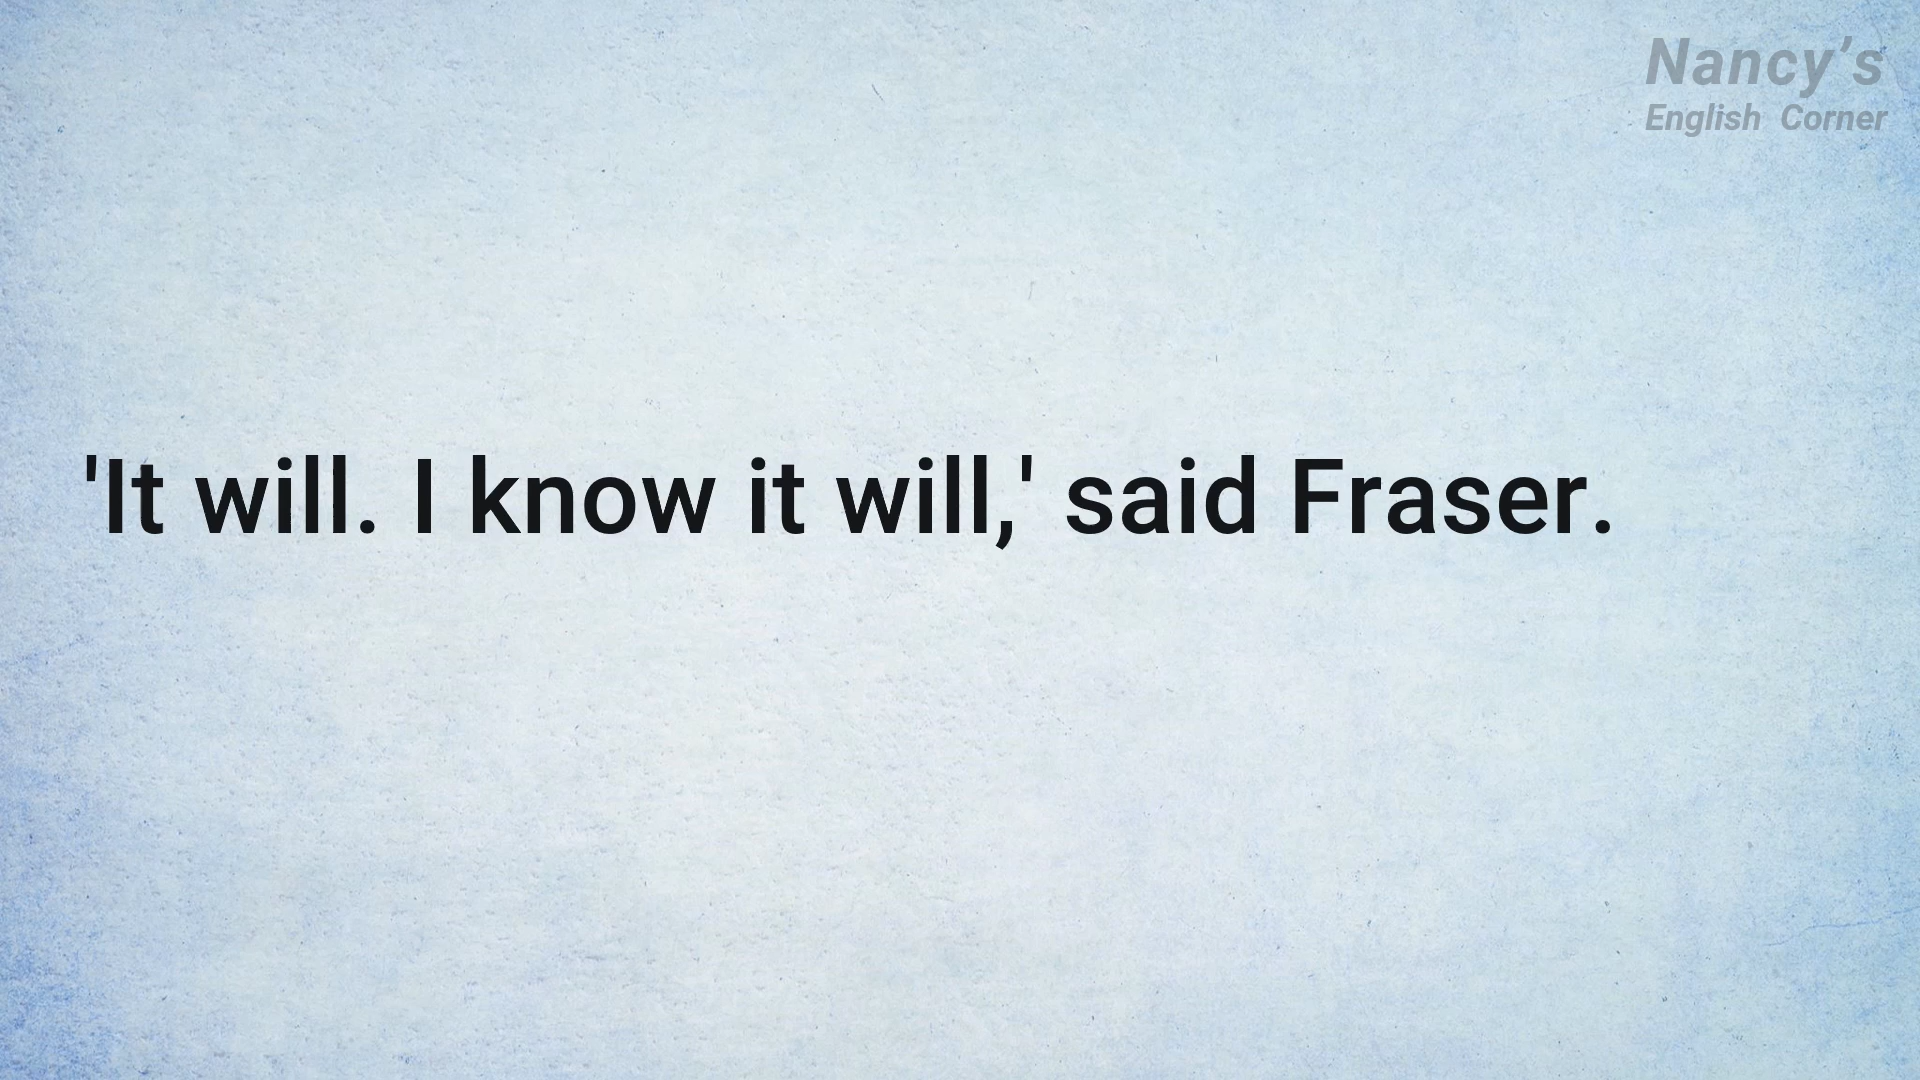 Nancy’s
English Corner
'It will. I know it will,' said Fraser.